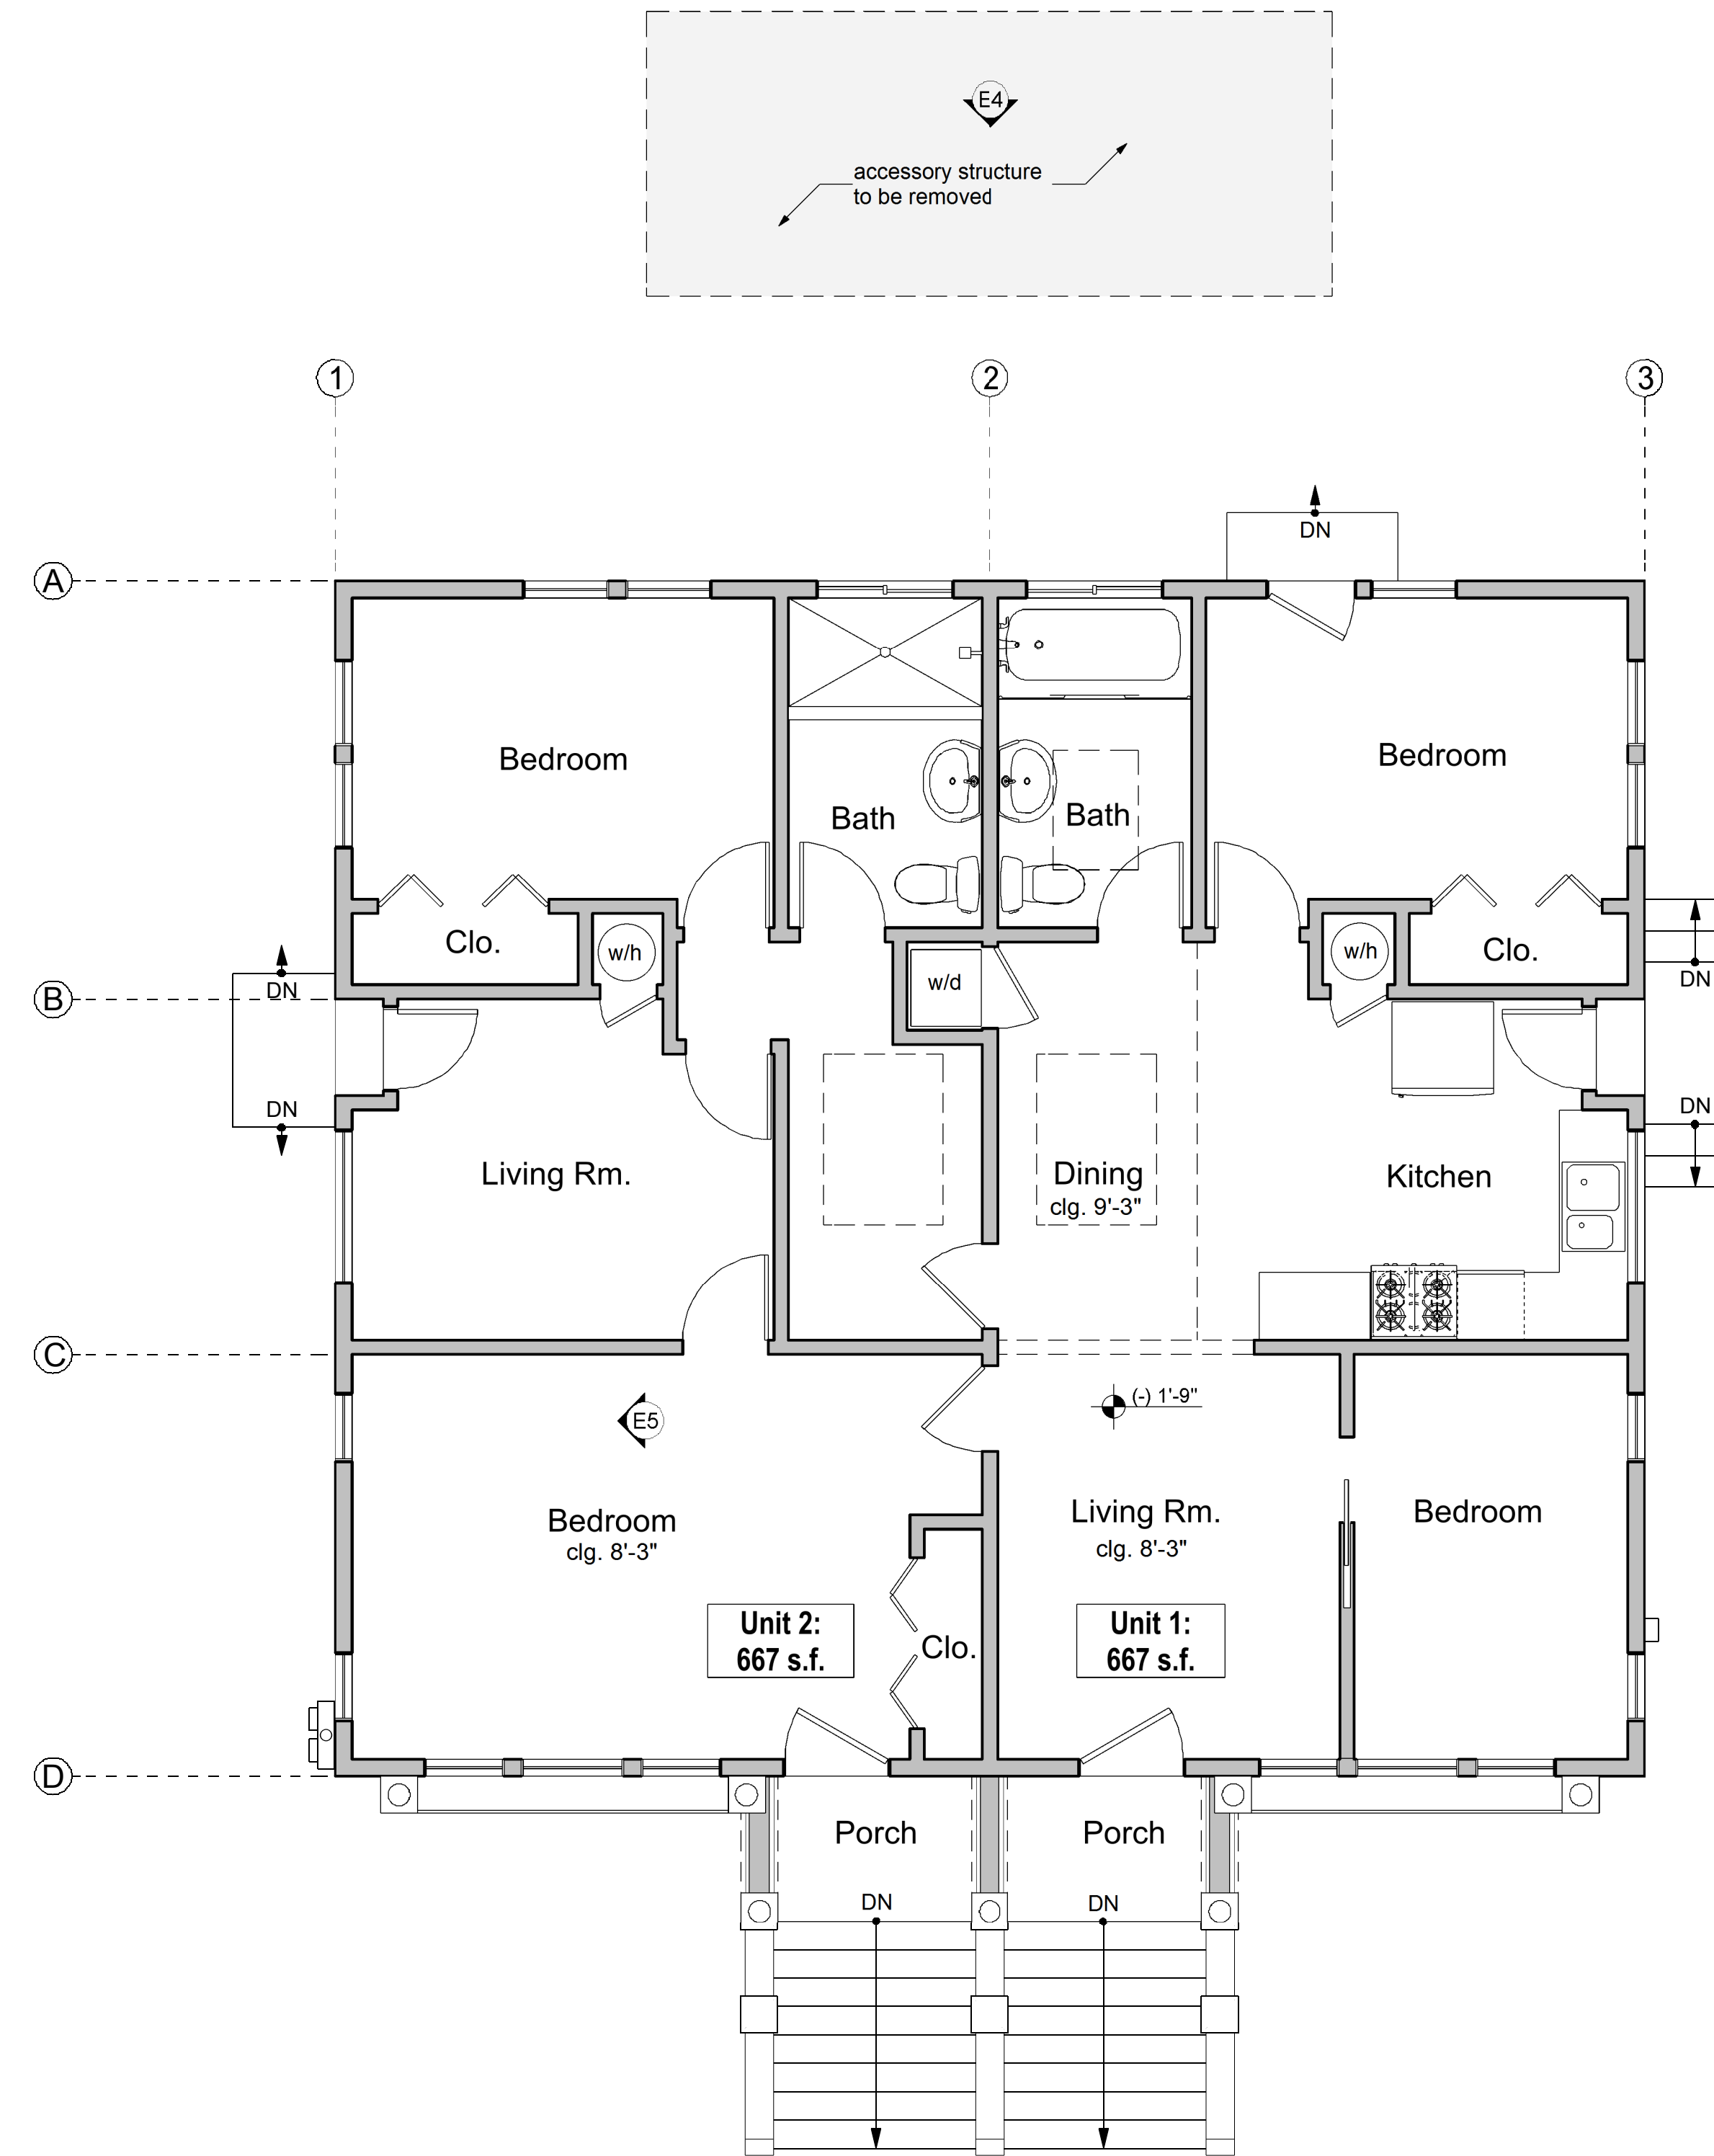 E4
accessory structure
to be removed
1
2
3
DN
A
Bedroom
Bedroom
Bath
Bath
Clo.
w/h
w/d
w/h
Clo.
DN
DN
B
DN
DN
Living Rm.
Dining
clg. 9'-3"
Kitchen
C
(-) 1'-9"
E5
Bedroom
clg. 8'-3"
Living Rm.
clg. 8'-3"
Bedroom
Unit 2:
667 s.f.
Clo.
Unit 1:
667 s.f.
D
Porch
Porch
DN
DN